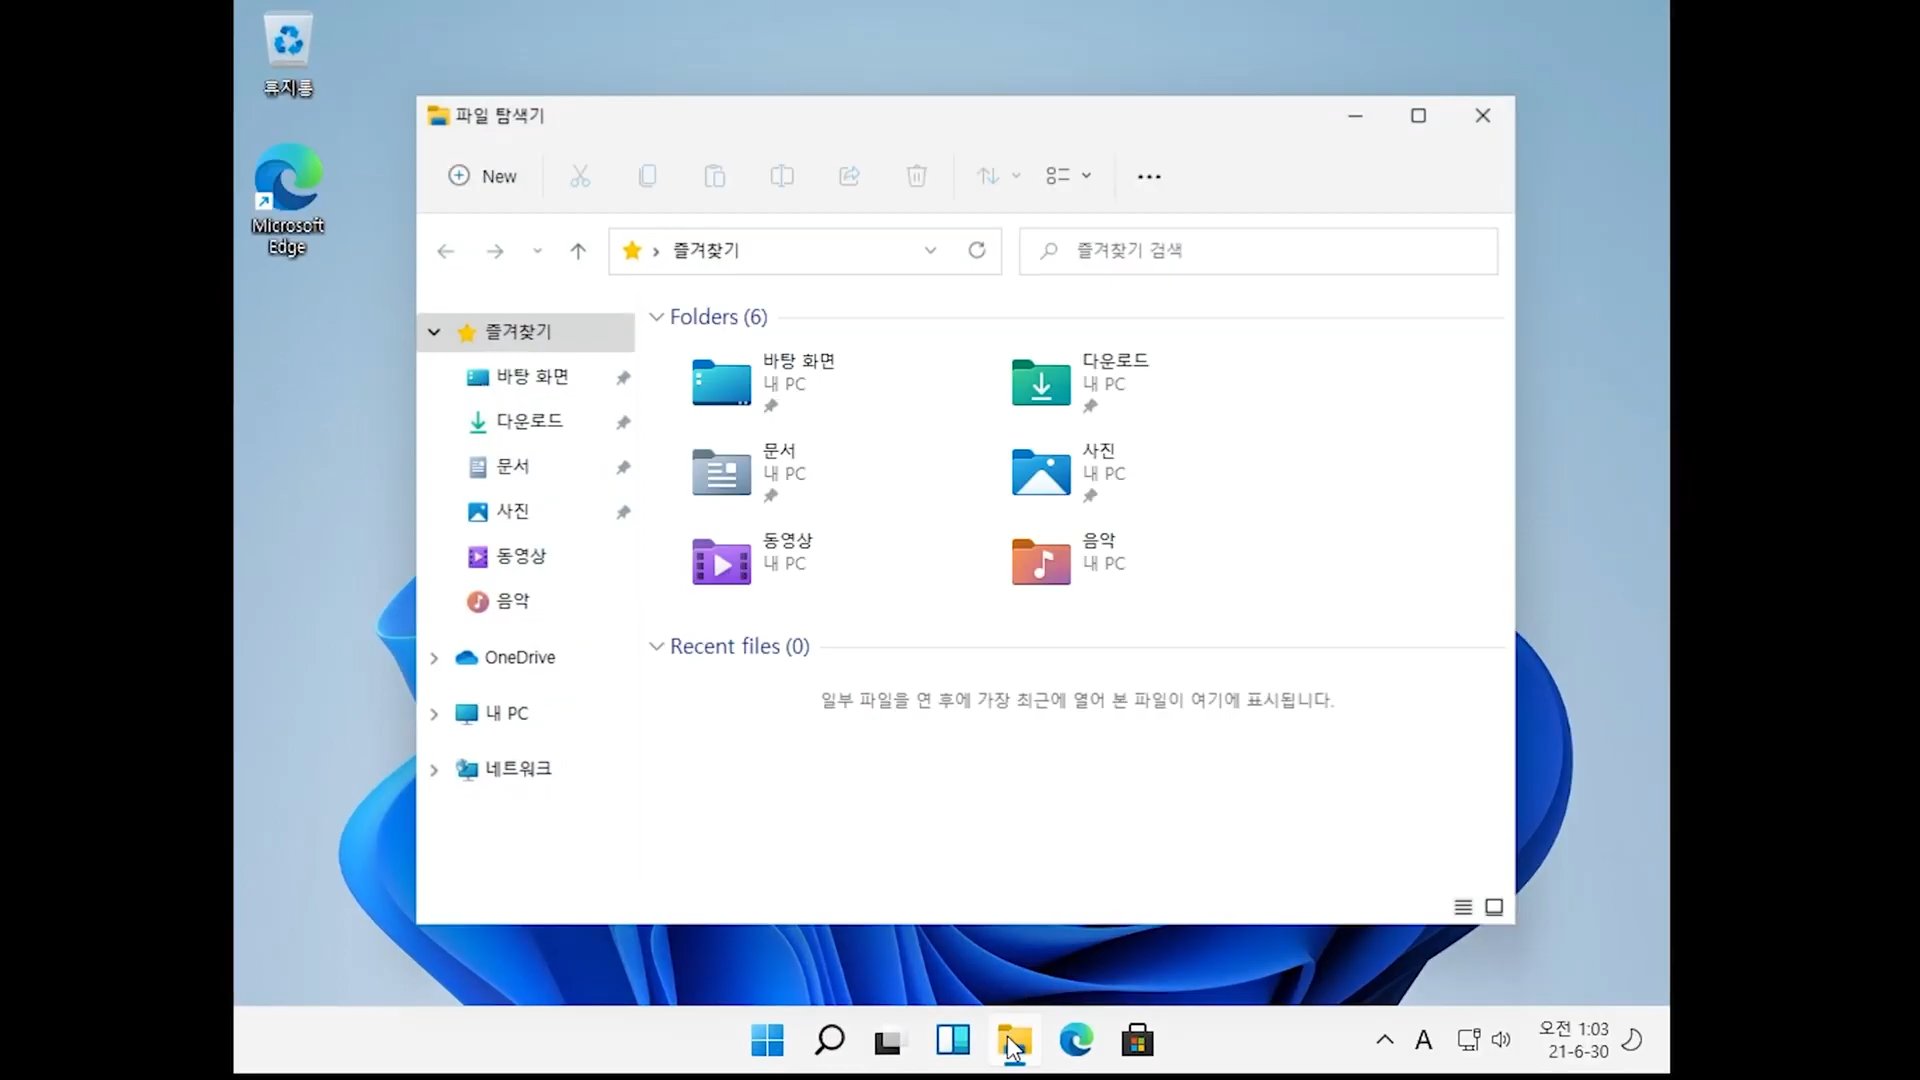 휴지통
Microsoft
Edge
파일 탐색기
New
즐겨찾기
즐겨찾기 검색
즐겨찾기
바탕 화면
다운로드
문서
사진
동영상
음악
OneDrive
내 PC
네트워크
Folders (6)
바탕 화면
내 PC
다운로드
내 PC
문서
내 PC
사진
내 PC
동영상
내 PC
음악
내 PC
Recent files (0)
일부 파일을 연 후에 가장 최근에 열어 본 파일이 여기에 표시됩니다.
A
오전 1:03
21-6-30